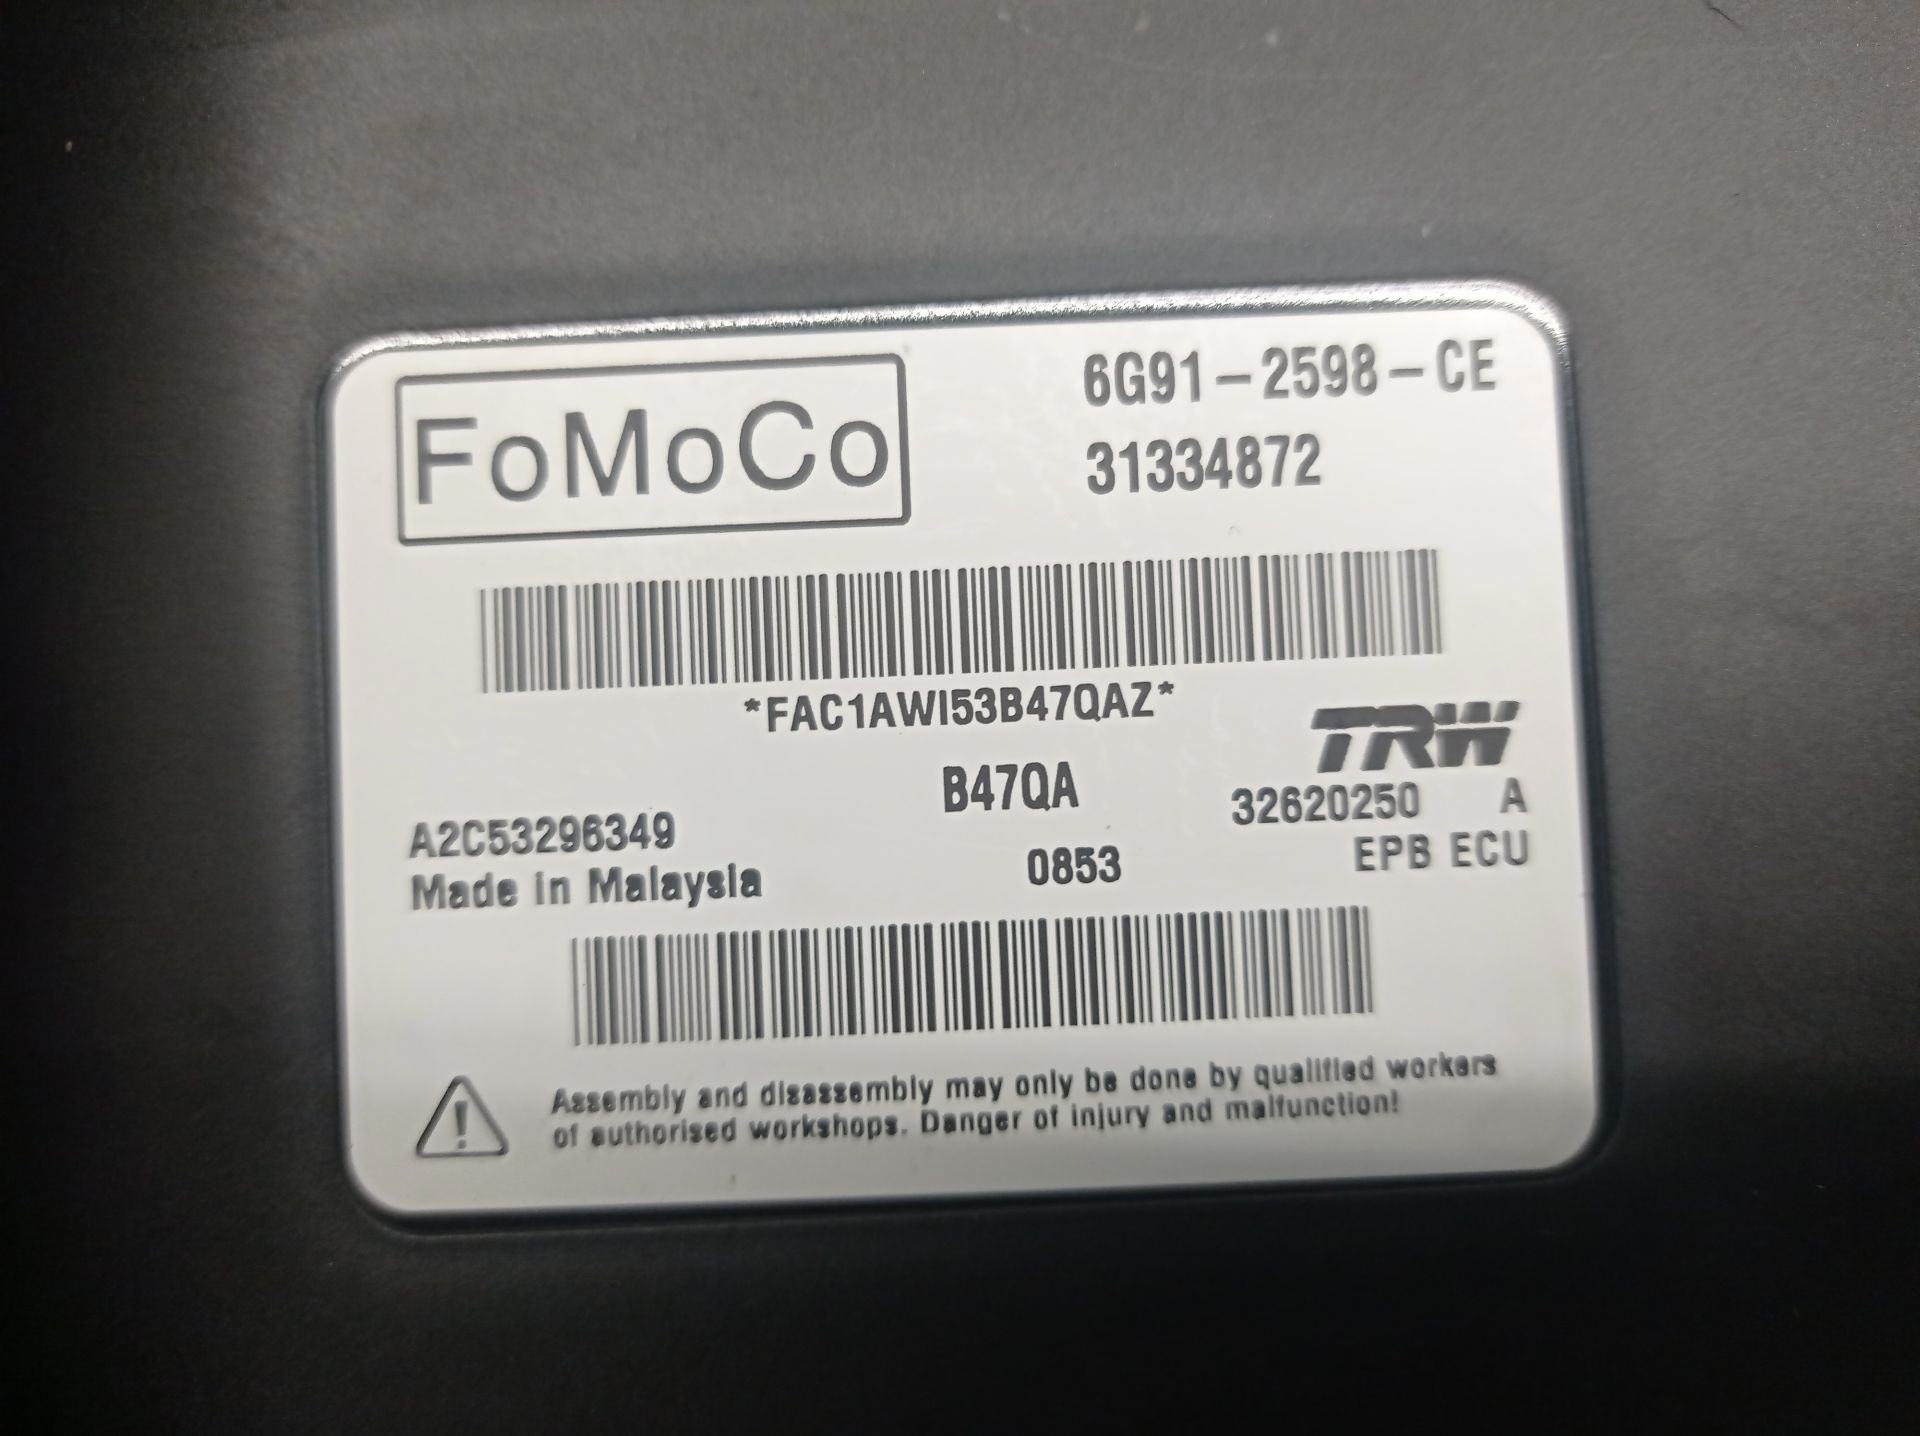 FoMoCo
6G91-2598-CE
31334872
*FAC1AWI53B47QAZ*
TRW
B47QA
32620250 A
A2C53296349
EPB ECU
0853
Made in Malaysia
Assembly and disassembly may only be done by qualified workers
of authorised workshops. Danger of injury and malfunction!